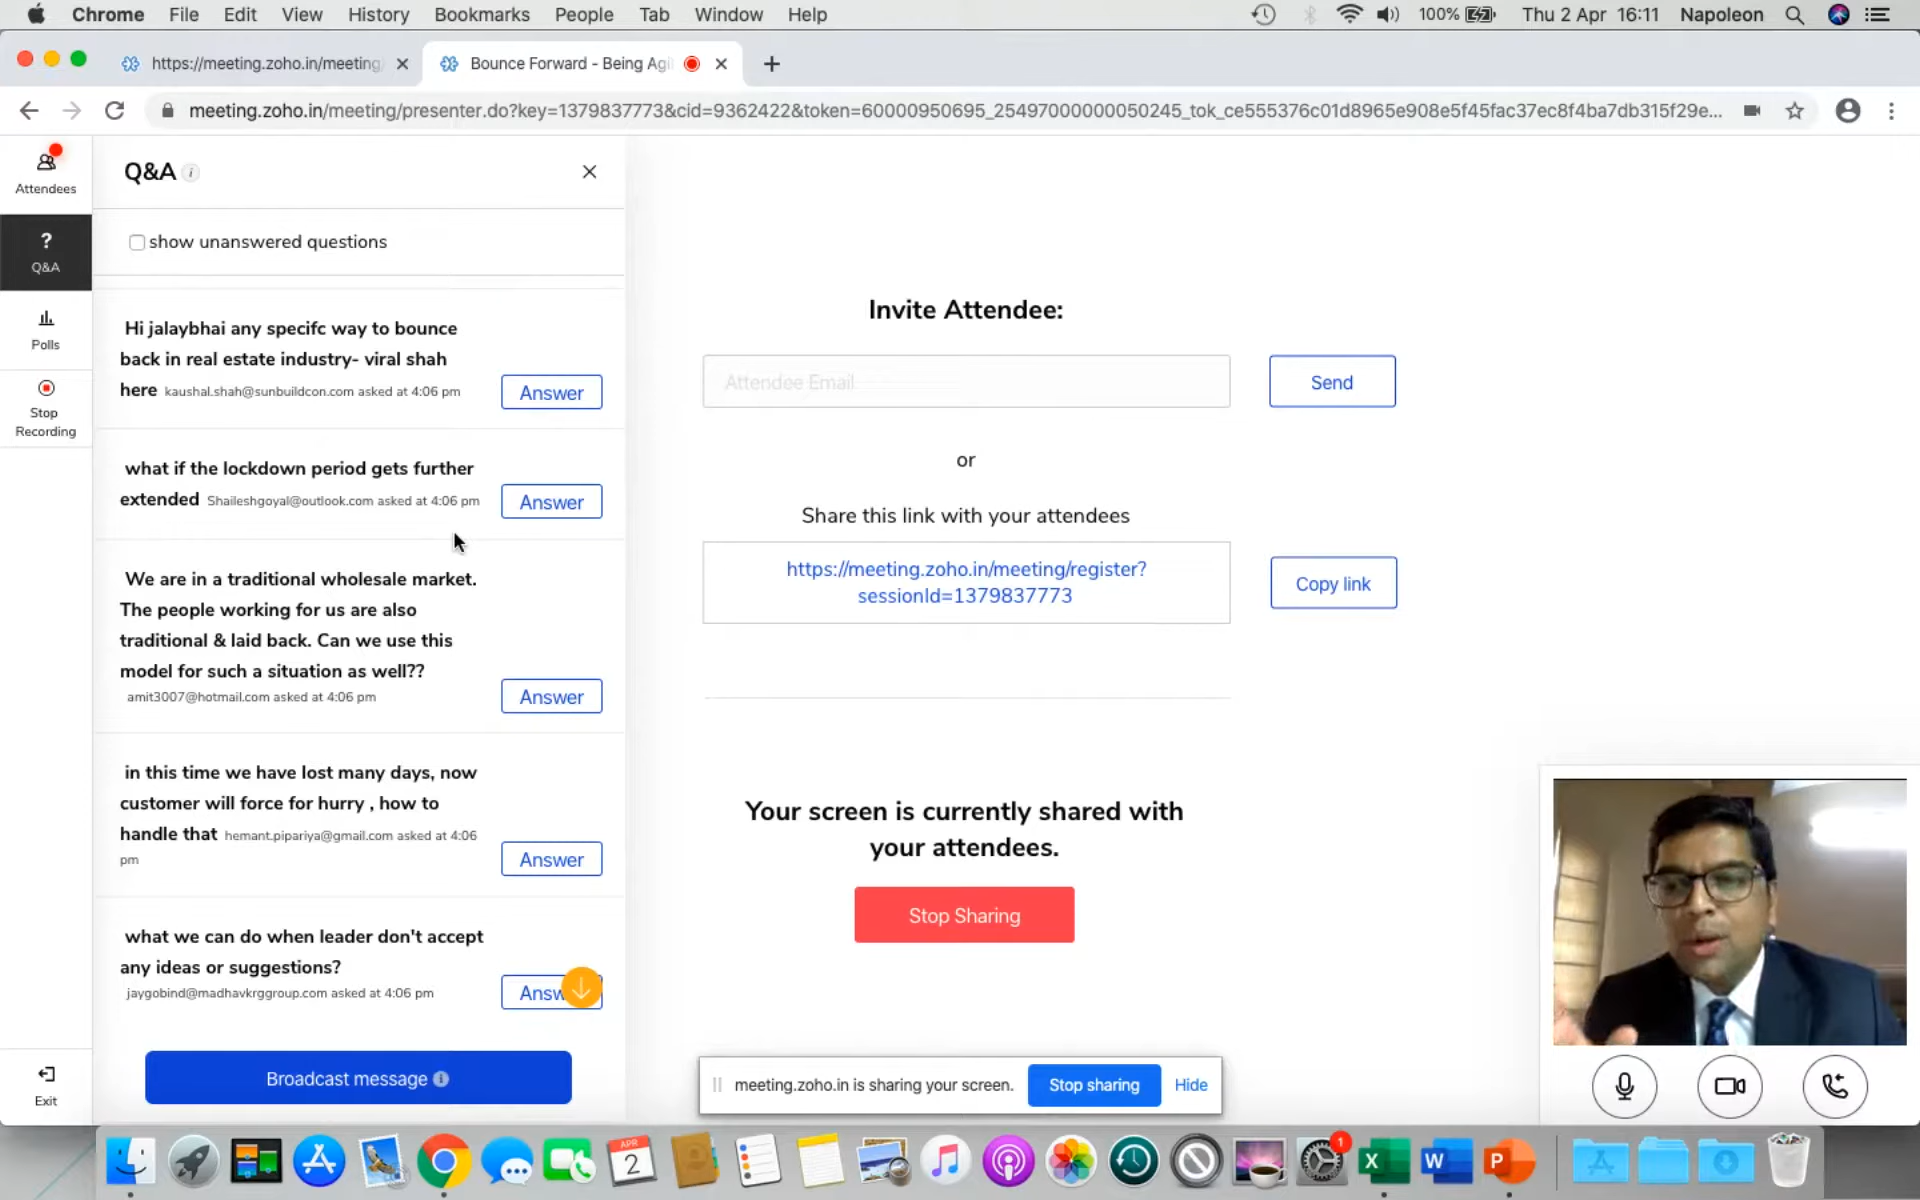 Chrome File Edit View History Bookmarks People Tab Window Help
100% Thu 2 Apr 16:11 Napoleon
https://meeting.zoho.in/meeting
Bounce Forward - Being Agi
meeting.zoho.in/meeting/presenter.do?key=1379837773&cid=9362422&token=60000950695_25497000000050245_tok_ce555376c01d8965e908e5f45fac37ec8f4ba7db315f29e...
Attendees
?
Q&A
Polls
Stop
Recording
Exit
Q&A i
show unanswered questions
Hi jalaybhai any specifc way to bounce
back in real estate industry- viral shah
here kaushal.shah@sunbuildcon.com asked at 4:06 pm
Answer
what if the lockdown period gets further
extended Shaileshgoyal@outlook.com asked at 4:06 pm
Answer
We are in a traditional wholesale market.
The people working for us are also
traditional & laid back. Can we use this
model for such a situation as well??
amit3007@hotmail.com asked at 4:06 pm
Answer
in this time we have lost many days, now
customer will force for hurry , how to
handle that hemant.pipariya@gmail.com asked at 4:06
pm
Answer
what we can do when leader don't accept
any ideas or suggestions?
jaygobind@madhavkrggroup.com asked at 4:06 pm
Answ
Broadcast message i
Invite Attendee:
Attendee Email
Send
or
Share this link with your attendees
https://meeting.zoho.in/meeting/register?
sessionId=1379837773
Copy link
Your screen is currently shared with
your attendees.
Stop Sharing
meeting.zoho.in is sharing your screen. Stop sharing Hide
APR
2
1
X
W
P